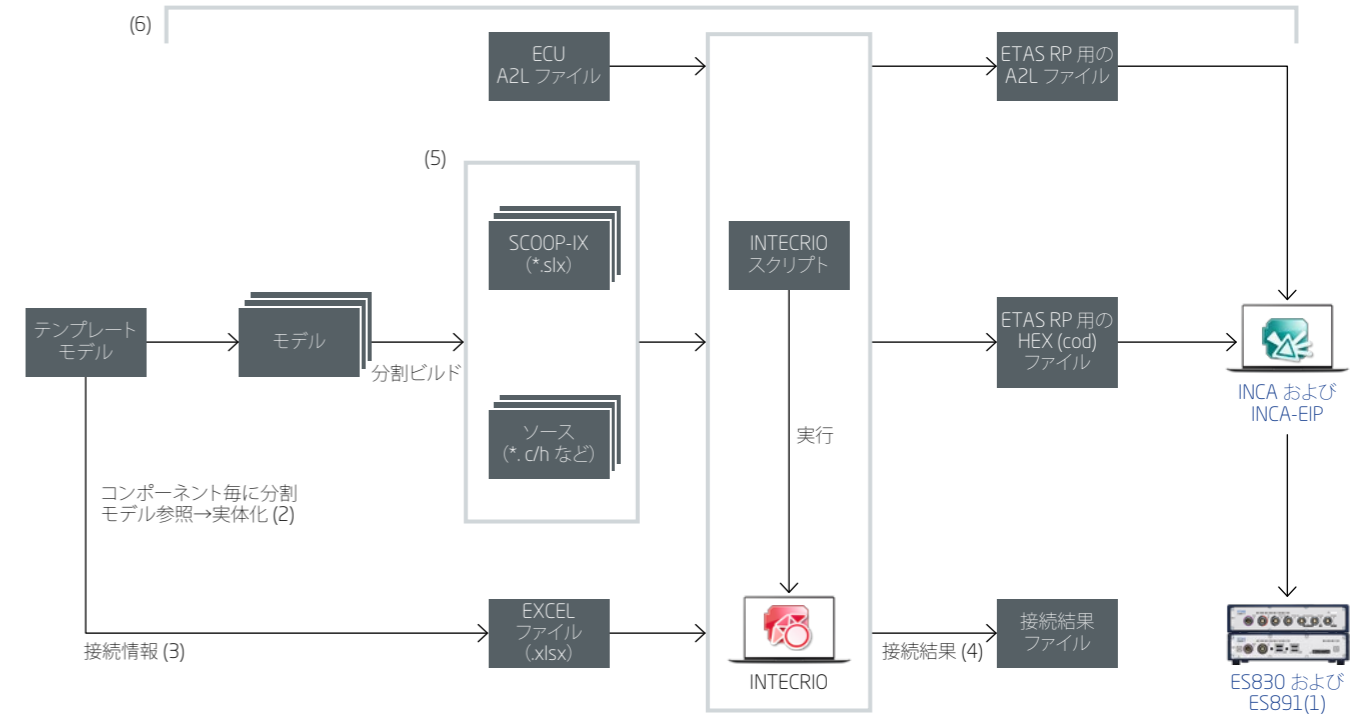 (6)
ECU
A2L ファイル
ETAS RP 用の
A2L ファイル
(5)
SCOOP-IX
(*.slx)
INTECRIO
スクリプト
テンプレート
モデル
モデル
分割ビルド
ETAS RP 用の
HEX (cod)
ファイル
INCA および
INCA-EIP
ソース
(*. c/h など)
実行
コンポーネント毎に分割
モデル参照→実体化 (2)
EXCEL
ファイル
(.xlsx)
接続情報 (3)
INTECRIO
接続結果 (4)
接続結果
ファイル
ES830 および
ES891(1)